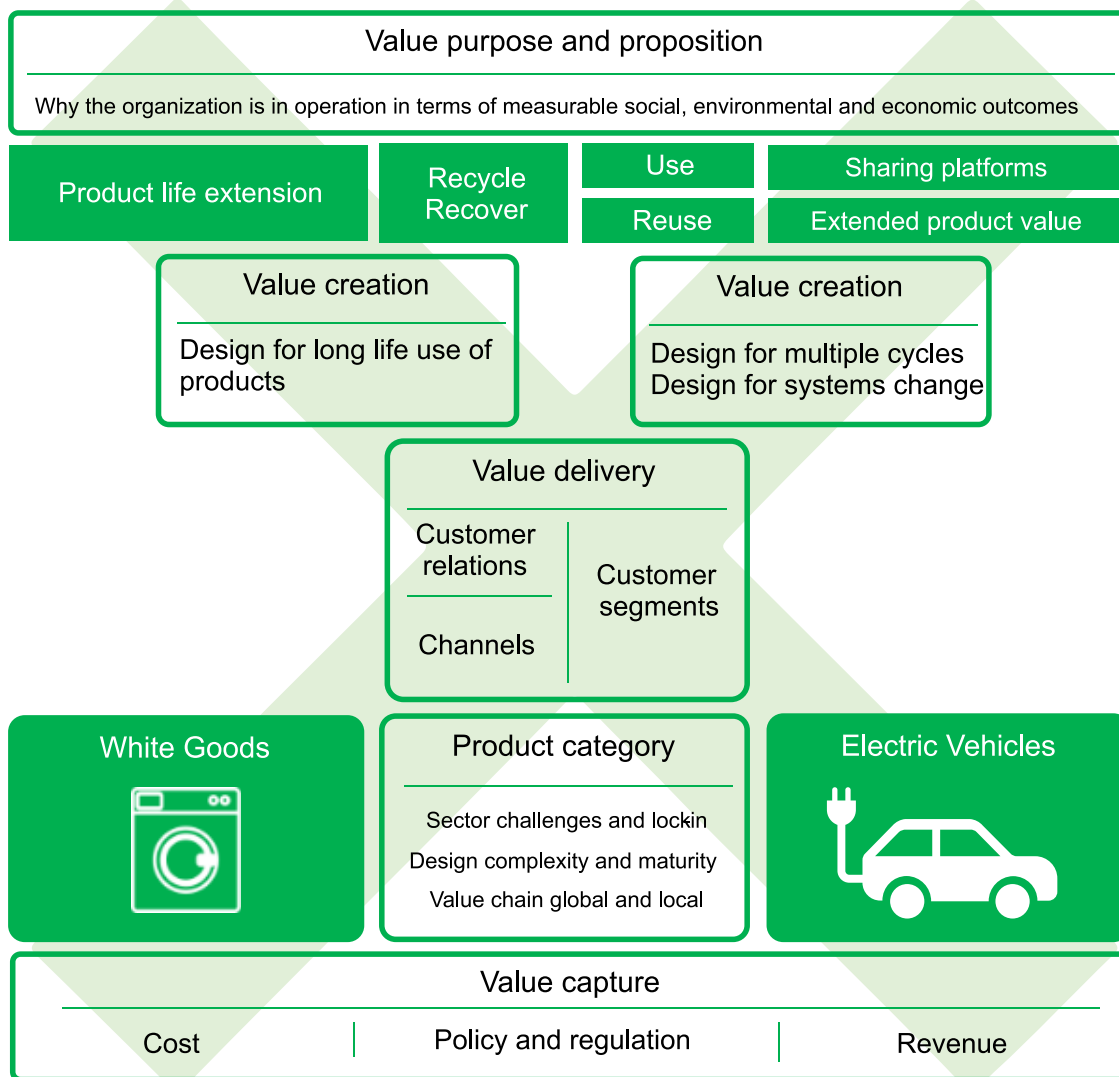 Value purpose and proposition
Why the organization is in operation in terms of measurable social, environmental and economic outcomes
Product life extension
Recycle
Recover
Use
Reuse
Sharing platforms
Extended product value
Value creation
Design for long life use of
products
Value creation
Design for multiple cycles
Design for systems change
Value delivery
Customer
relations
Channels
Customer
segments
White Goods
Product category
Sector challenges and lock-in
Design complexity and maturity
Value chain global and local
Electric Vehicles
Value capture
Cost
Policy and regulation
Revenue